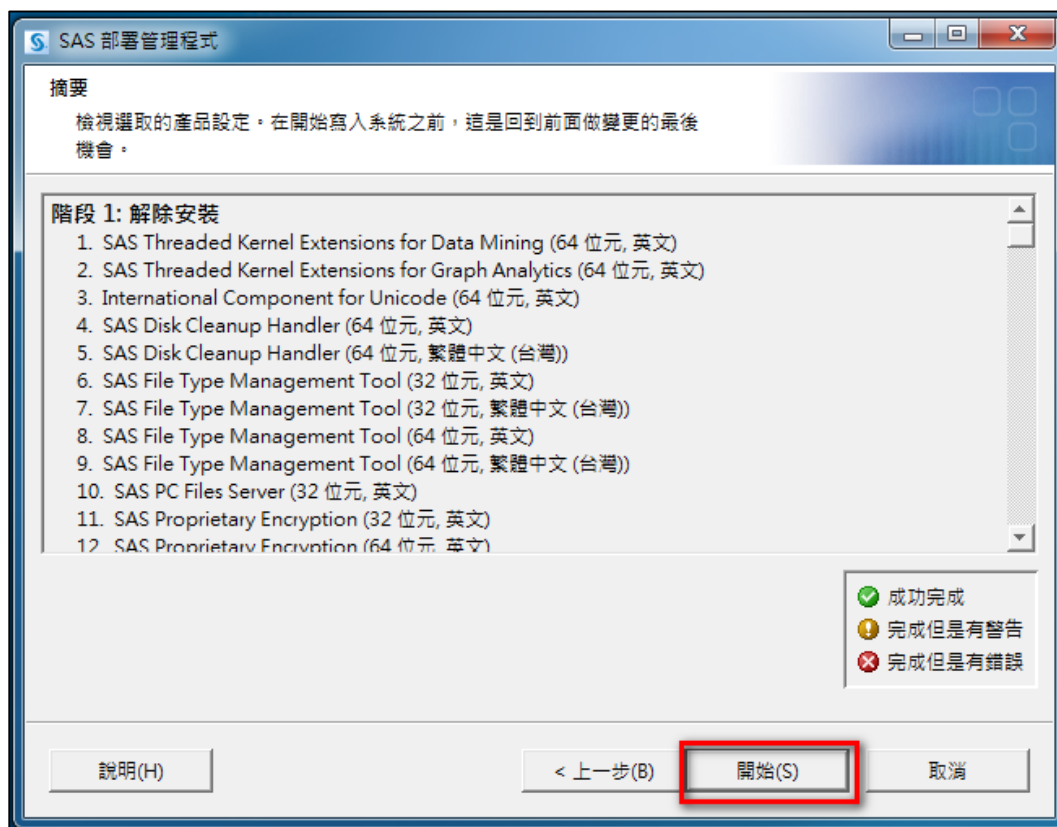 SAS 部署管理程式
摘要
檢視選取的產品設定。在開始寫入系統之前，這是回到前面做變更的最後
機會。
階段 1: 解除安裝
1. SAS Threaded Kernel Extensions for Data Mining (64 位元, 英文)
2. SAS Threaded Kernel Extensions for Graph Analytics (64 位元, 英文)
3. International Component for Unicode (64 位元, 英文)
4. SAS Disk Cleanup Handler (64 位元, 英文)
5. SAS Disk Cleanup Handler (64 位元, 繁體中文 (台灣))
6. SAS File Type Management Tool (32 位元, 英文)
7. SAS File Type Management Tool (32 位元, 繁體中文 (台灣))
8. SAS File Type Management Tool (64 位元, 英文)
9. SAS File Type Management Tool (64 位元, 繁體中文 (台灣))
10. SAS PC Files Server (32 位元, 英文)
11. SAS Proprietary Encryption (32 位元, 英文)
12. SAS Proprietary Encryption (64 位元, 英文)
成功完成
完成但是有警告
完成但是有錯誤
說明(H)
< 上一步(B)
開始(S)
取消